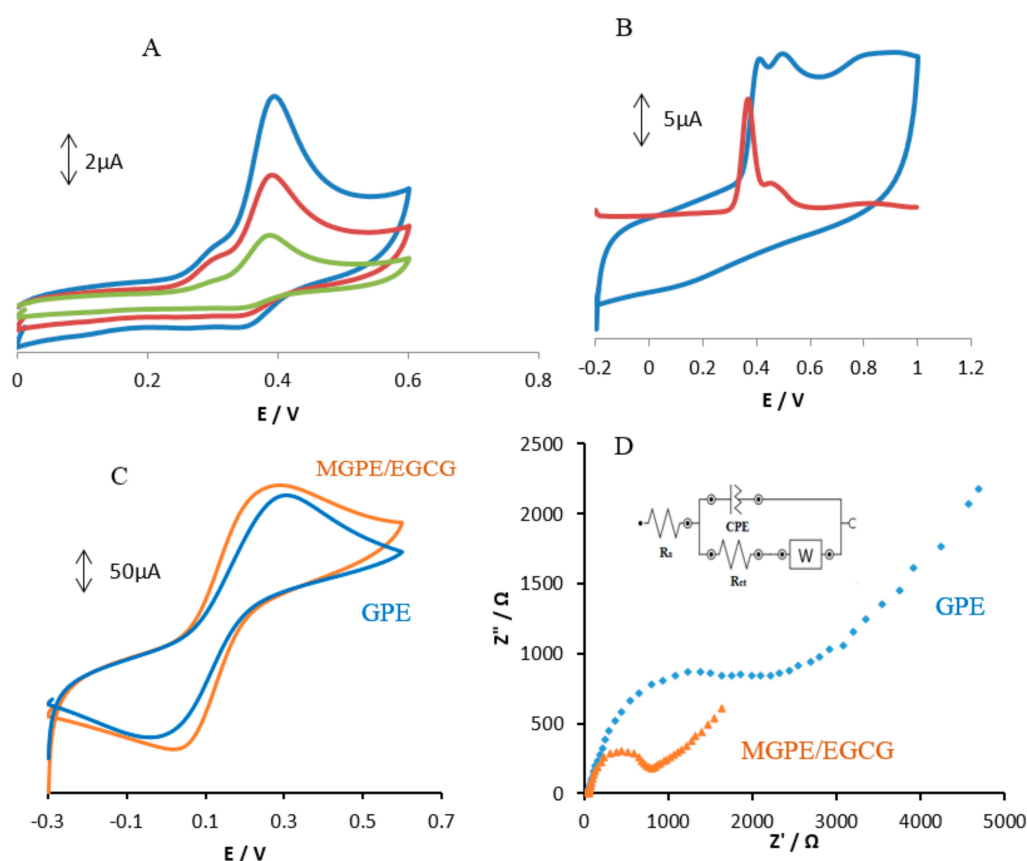 A
2µA
0
0.2
0.4
0.6
0.8
E / V
B
5µA
-0.2
0
0.2
0.4
0.6
0.8
1
1.2
E / V
C
MGPE/EGCG
50µA
GPE
-0.3
-0.1
0.1
0.3
0.5
0.7
E / V
D
2500
2000
1500
1000
500
0
Z'' / Ω
CPE
Rs
Rct
W
GPE
MGPE/EGCG
0
1000
2000
3000
4000
5000
Z' / Ω